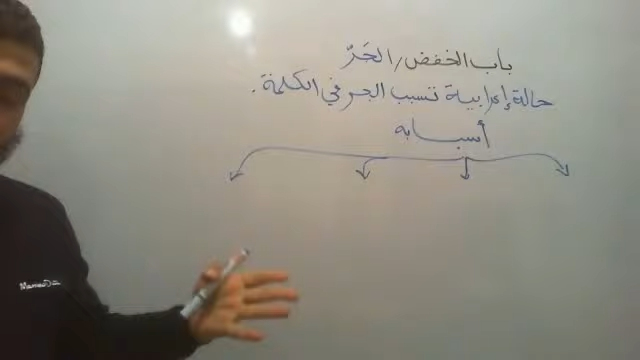 باب الخفض/الجَرّ
حالة إعرابية تسبب الجر في الكلمة.
أسبابه